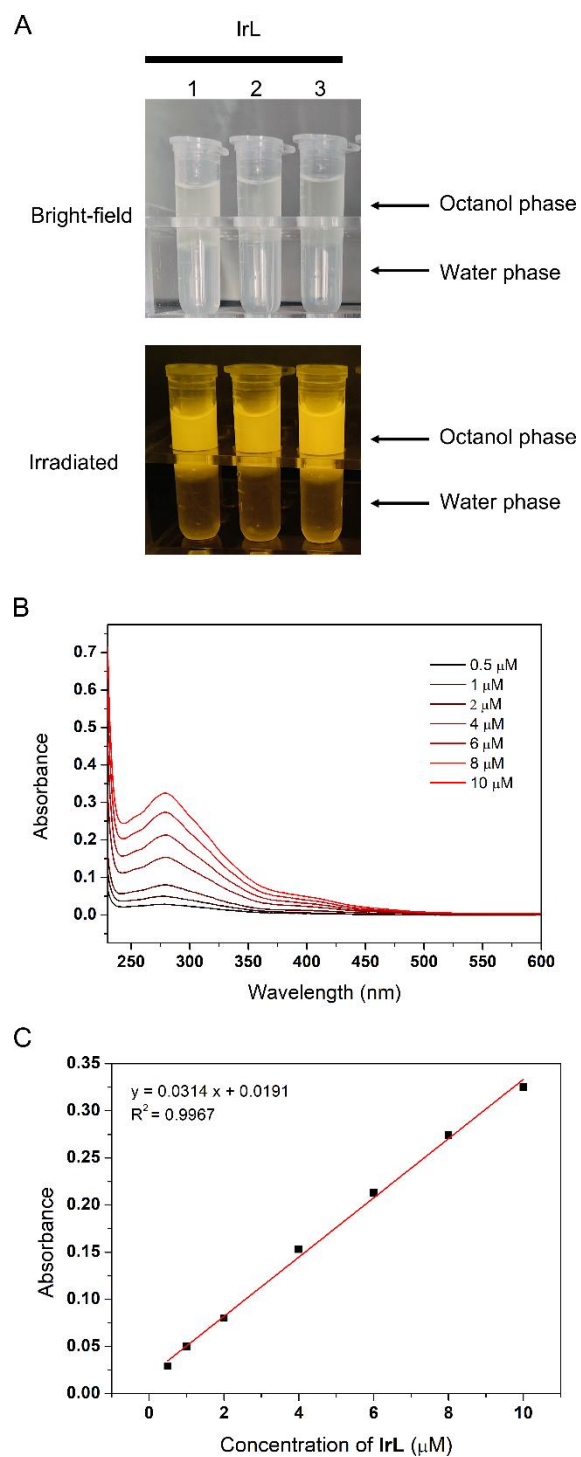 A
IrL
1 2 3
Bright-field
Octanol phase
Water phase
Irradiated
Octanol phase
Water phase
B
0.7
0.6
0.5
0.4
0.3
0.2
0.1
0.0
Absorbance
0.5 μM
1 μM
2 μM
4 μM
6 μM
8 μM
10 μM
250 300 350 400 450 500 550 600
Wavelength (nm)
C
0.35
0.30
0.25
0.20
0.15
0.10
0.05
0.00
Absorbance
y = 0.0314 x + 0.0191
R² = 0.9967
0 2 4 6 8 10
Concentration of IrL (μM)